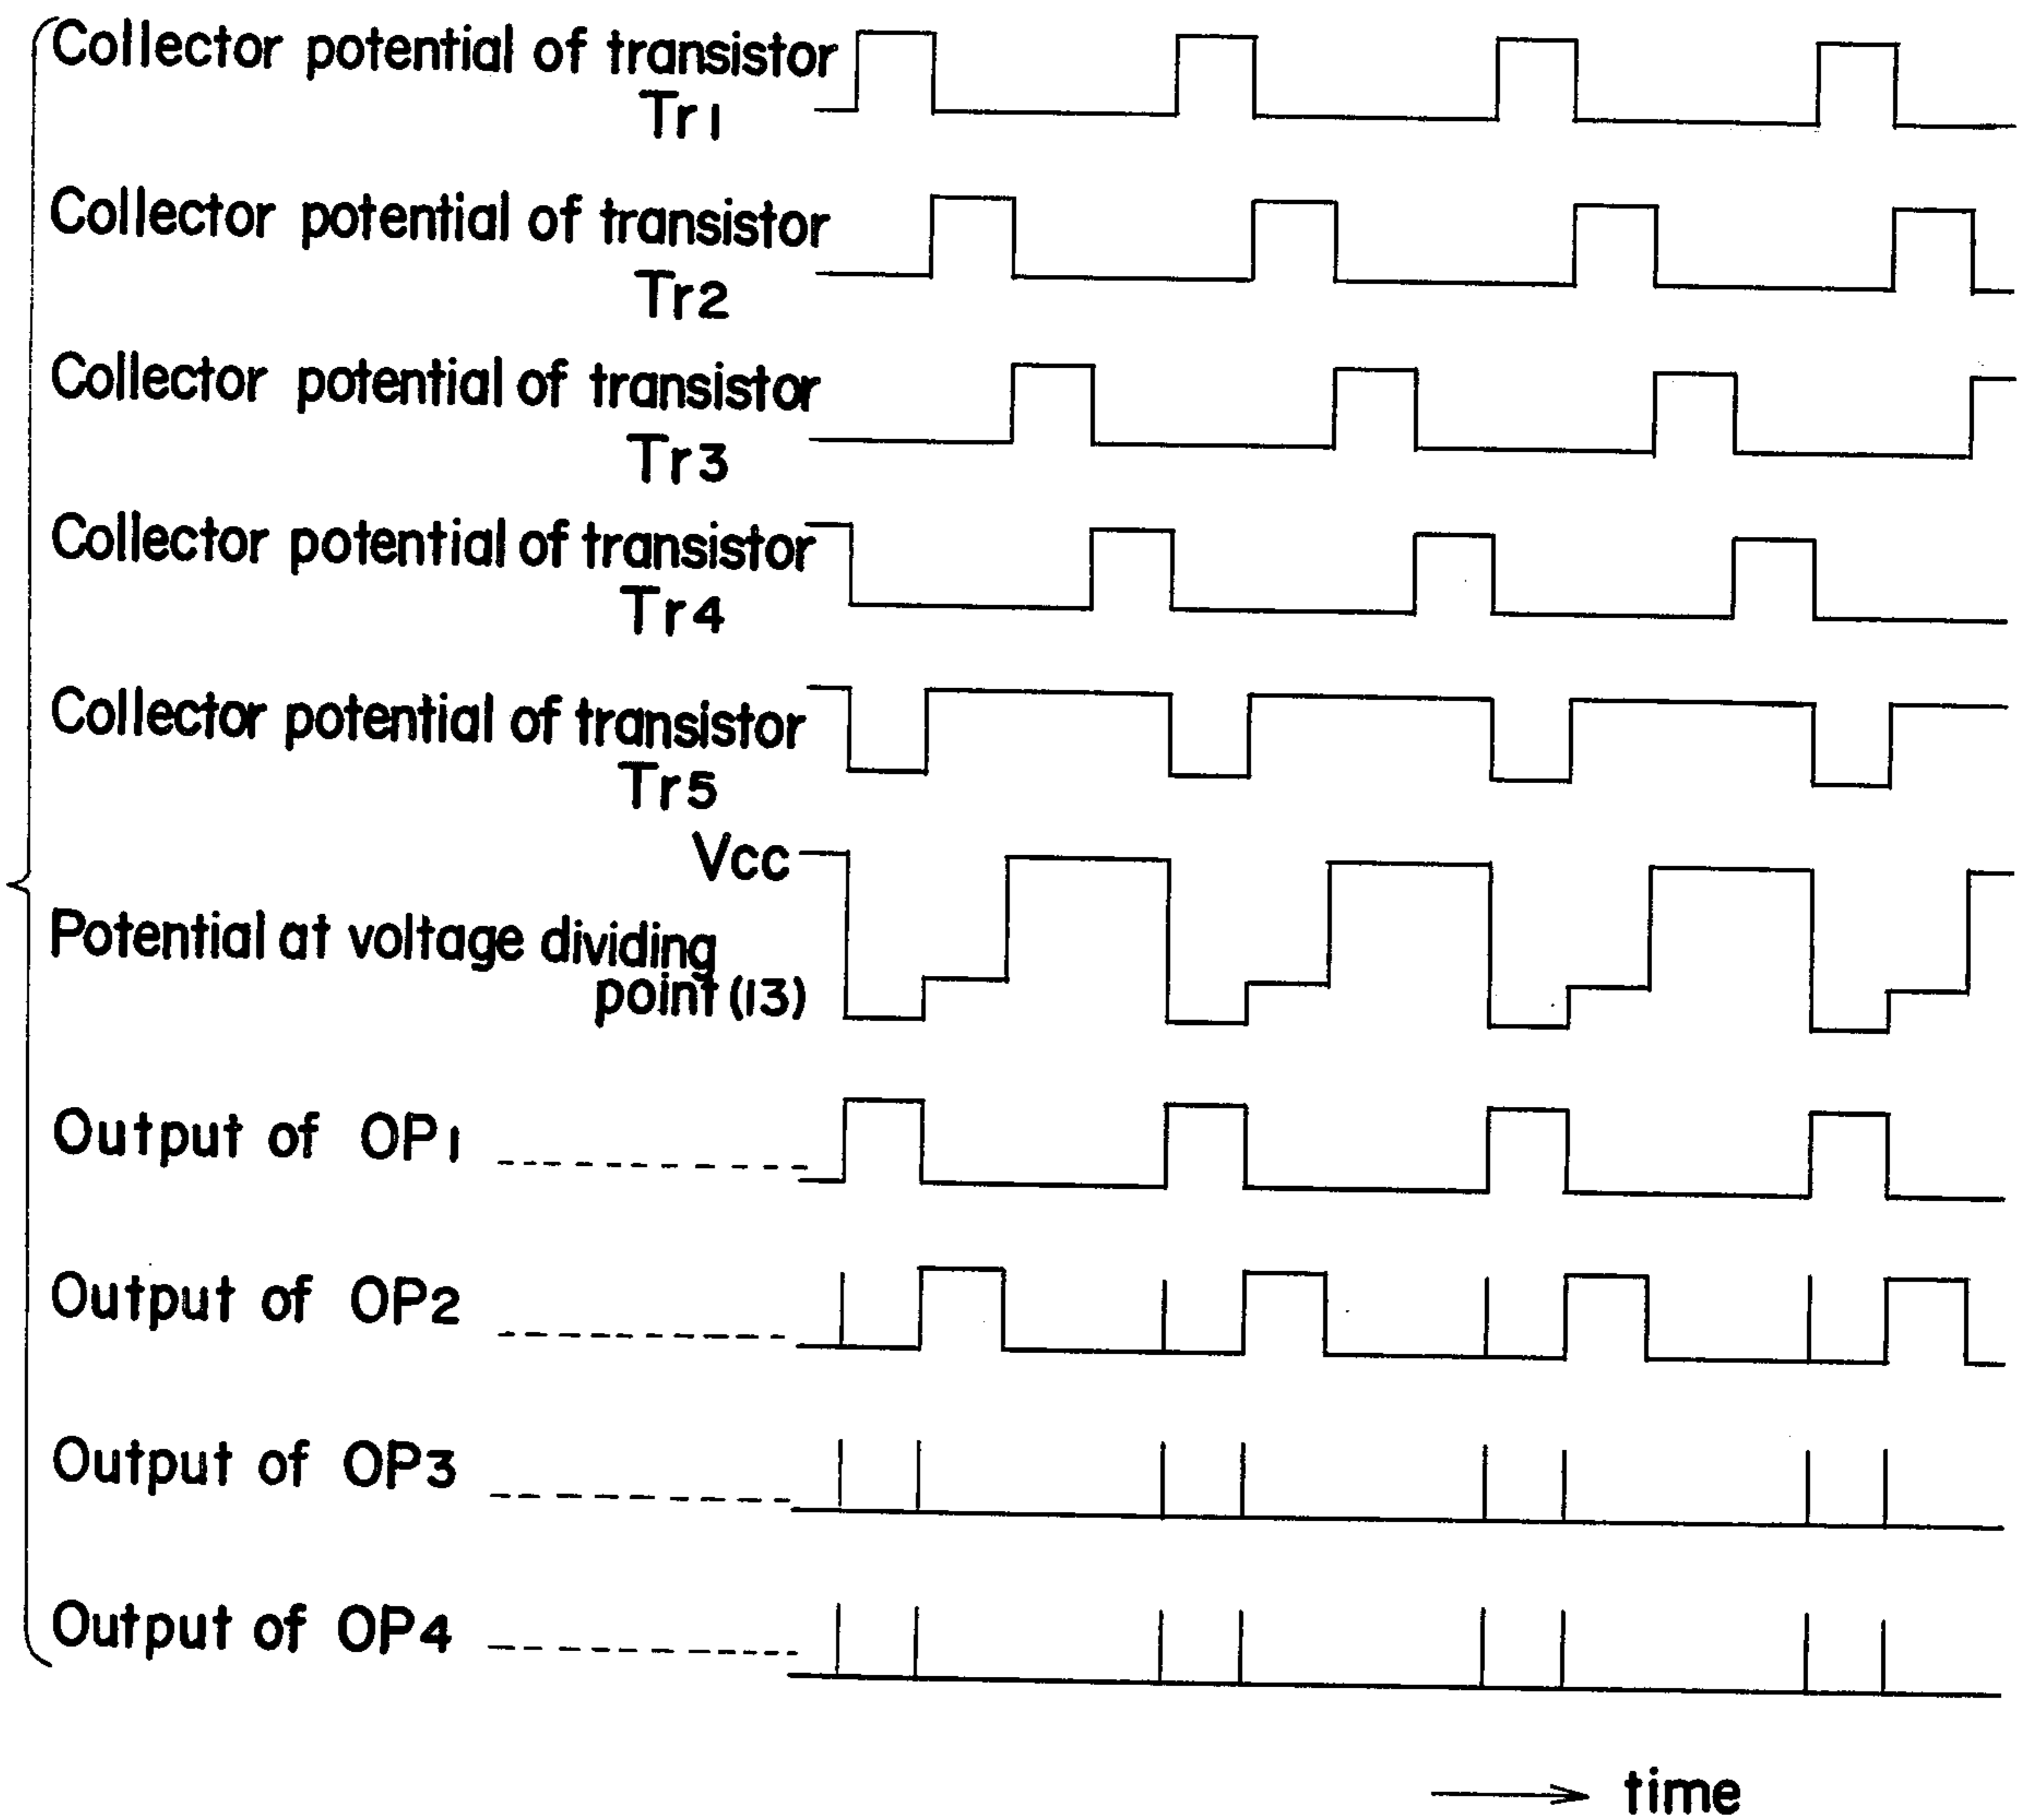 Collector potential of transistor
Tr1
Collector potential of transistor
Tr2
Collector potential of transistor
Tr3
Collector potential of transistor
Tr4
Collector potential of transistor
Tr5
Vcc
Potential at voltage dividing
point (13)
Output of OP1
Output of OP2
Output of OP3
Output of OP4
time